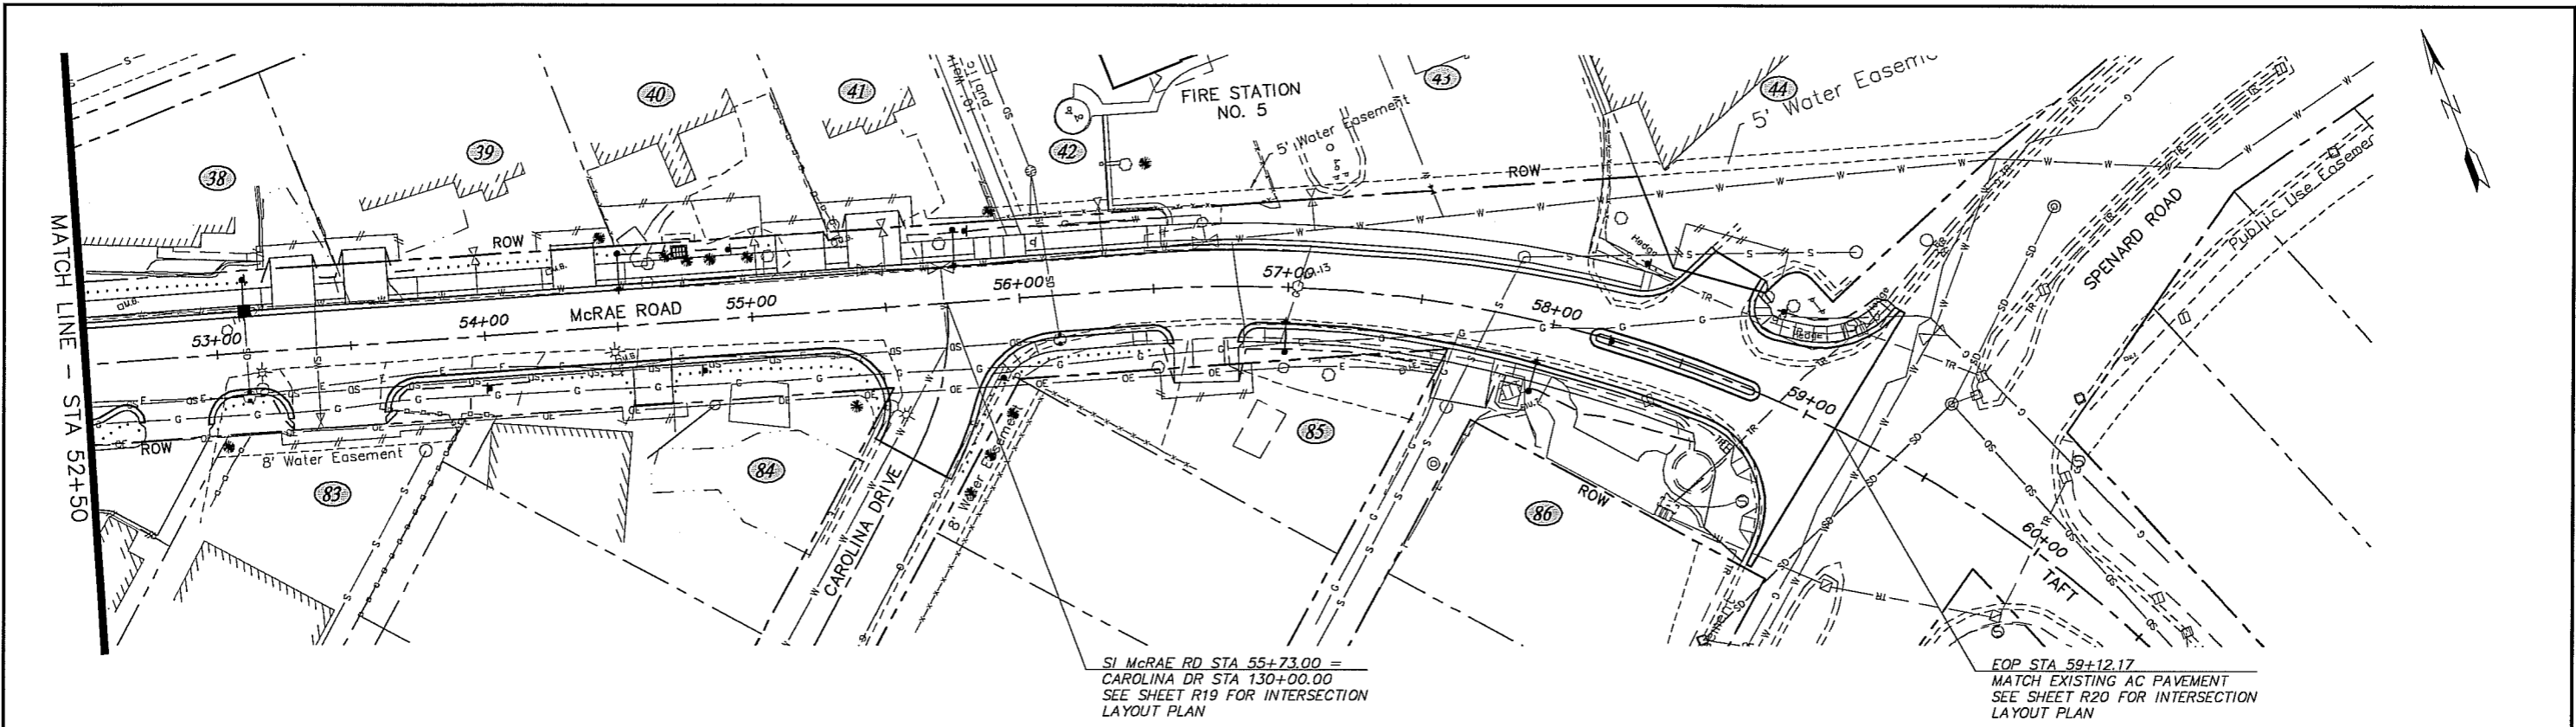 MATCH LINE - STA 52+50
38
39
40
41
42
43
44
FIRE STATION
NO. 5
5' Water Easement
5' Water Easeme
ROW
ROW
McRAE ROAD
53+00
54+00
55+00
56+00
57+00
58+00
59+00
60+00
SPENARD ROAD
Public Use Easemen
Hedge
Hedge
ROW
8' Water Easement
83
84
CAROLINA DRIVE
8' Water Easement
85
86
ROW
TAFT
N
SI McRAE RD STA 55+73.00 =
CAROLINA DR STA 130+00.00
SEE SHEET R19 FOR INTERSECTION
LAYOUT PLAN
EOP STA 59+12.17
MATCH EXISTING AC PAVEMENT
SEE SHEET R20 FOR INTERSECTION
LAYOUT PLAN